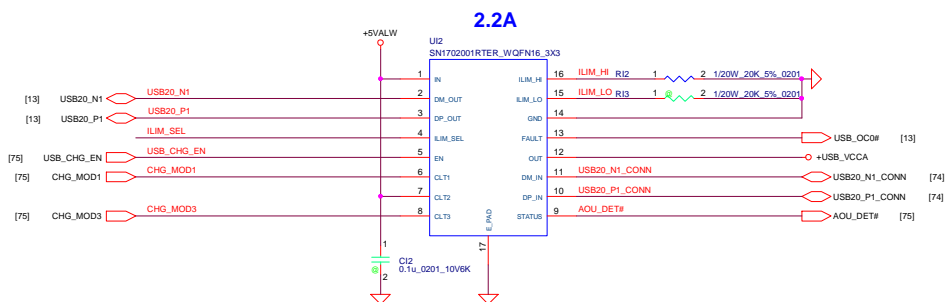 2.2A
+5VALW
UI2
SN1702001RTER_WQFN16_3X3
1 IN ILIM_HI 16 ILIM_HI RI2 1 2 1/20W_20K_5%_0201
[13] USB20_N1 USB20_N1 2 DM_OUT ILIM_LO 15 ILIM_LO RI3 1 @ 2 1/20W_20K_5%_0201
[13] USB20_P1 USB20_P1 3 DP_OUT GND 14
ILIM_SEL 4 ILIM_SEL FAULT 13 USB_OC0# [13]
[75] USB_CHG_EN USB_CHG_EN 5 EN OUT 12 +USB_VCCA
[75] CHG_MOD1 CHG_MOD1 6 CLT1 DM_IN 11 USB20_N1_CONN USB20_N1_CONN [74]
7 CLT2 DP_IN 10 USB20_P1_CONN USB20_P1_CONN [74]
[75] CHG_MOD3 CHG_MOD3 8 CLT3 STATUS 9 AOU_DET# AOU_DET# [75]
E_PAD
17
1
CI2
@ 0.1u_0201_10V6K
2